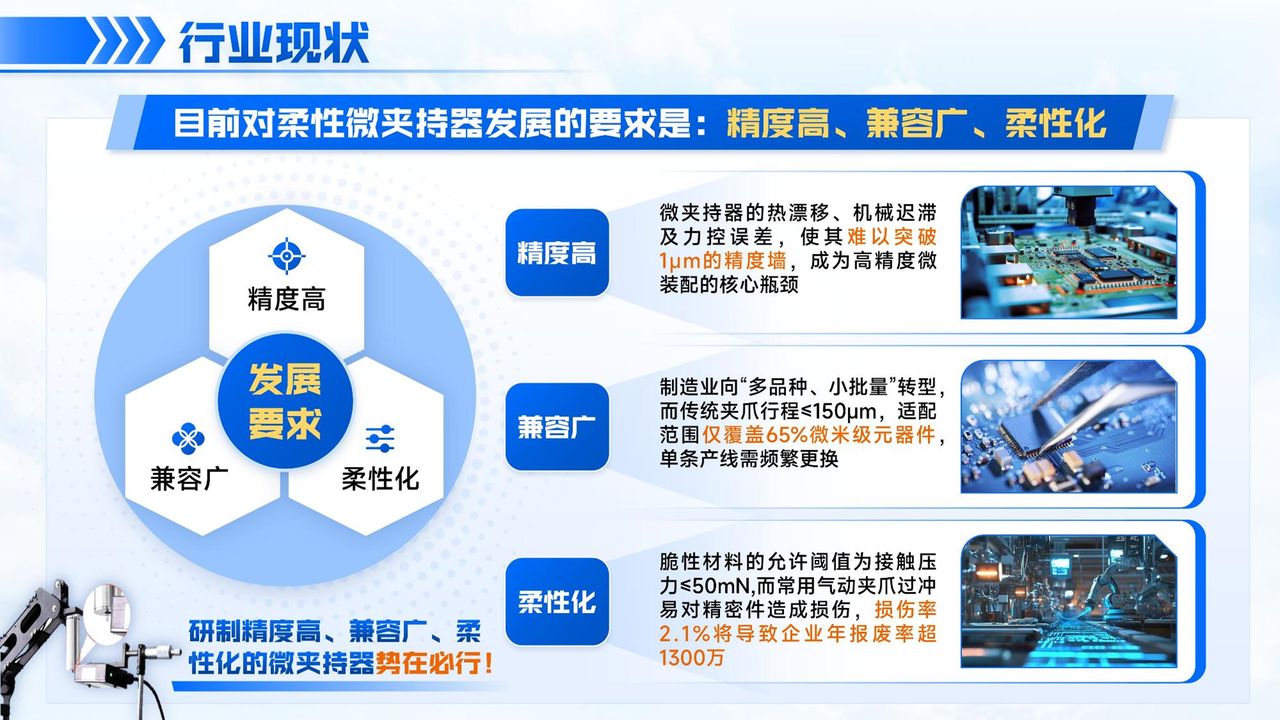 行业现状
目前对柔性微夹持器发展的要求是：精度高、兼容广、柔性化
精度高
发展
要求
兼容广
柔性化
研制精度高、兼容广、柔
性化的微夹持器势在必行！
精度高
微夹持器的热漂移、机械迟滞
及力控误差，使其难以突破
1μm的精度墙，成为高精度微
装配的核心瓶颈
兼容广
制造业向“多品种、小批量”转型，
而传统夹爪行程≤150μm，适配
范围仅覆盖65%微米级元器件，
单条产线需频繁更换
柔性化
脆性材料的允许阈值为接触压
力≤50mN,而常用气动夹爪过冲
易对精密件造成损伤，损伤率
2.1%将导致企业年报废率超
1300万